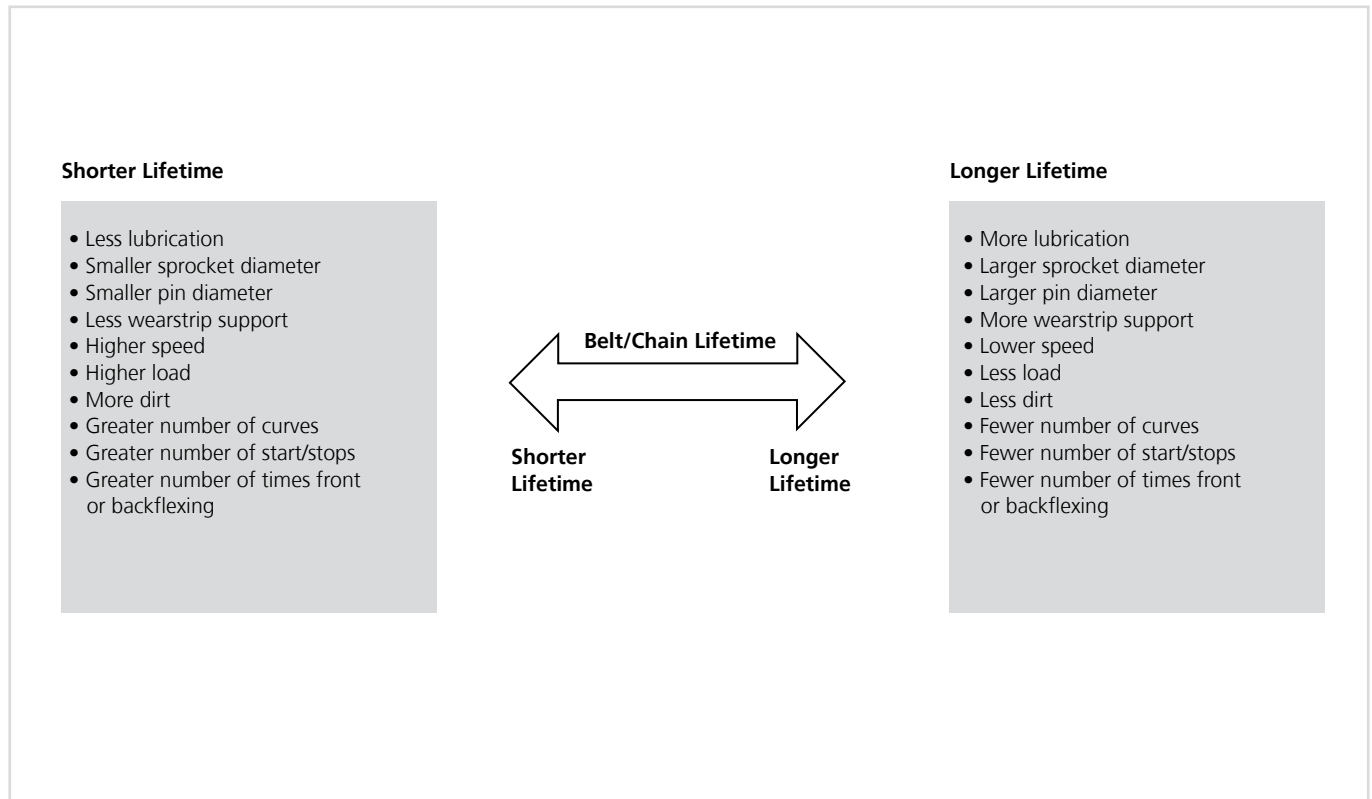 Shorter Lifetime
• Less lubrication
• Smaller sprocket diameter
• Smaller pin diameter
• Less wearstrip support
• Higher speed
• Higher load
• More dirt
• Greater number of curves
• Greater number of start/stops
• Greater number of times front
or backflexing
Belt/Chain Lifetime
Shorter
Lifetime
Longer
Lifetime
Longer Lifetime
• More lubrication
• Larger sprocket diameter
• Larger pin diameter
• More wearstrip support
• Lower speed
• Less load
• Less dirt
• Fewer number of curves
• Fewer number of start/stops
• Fewer number of times front
or backflexing